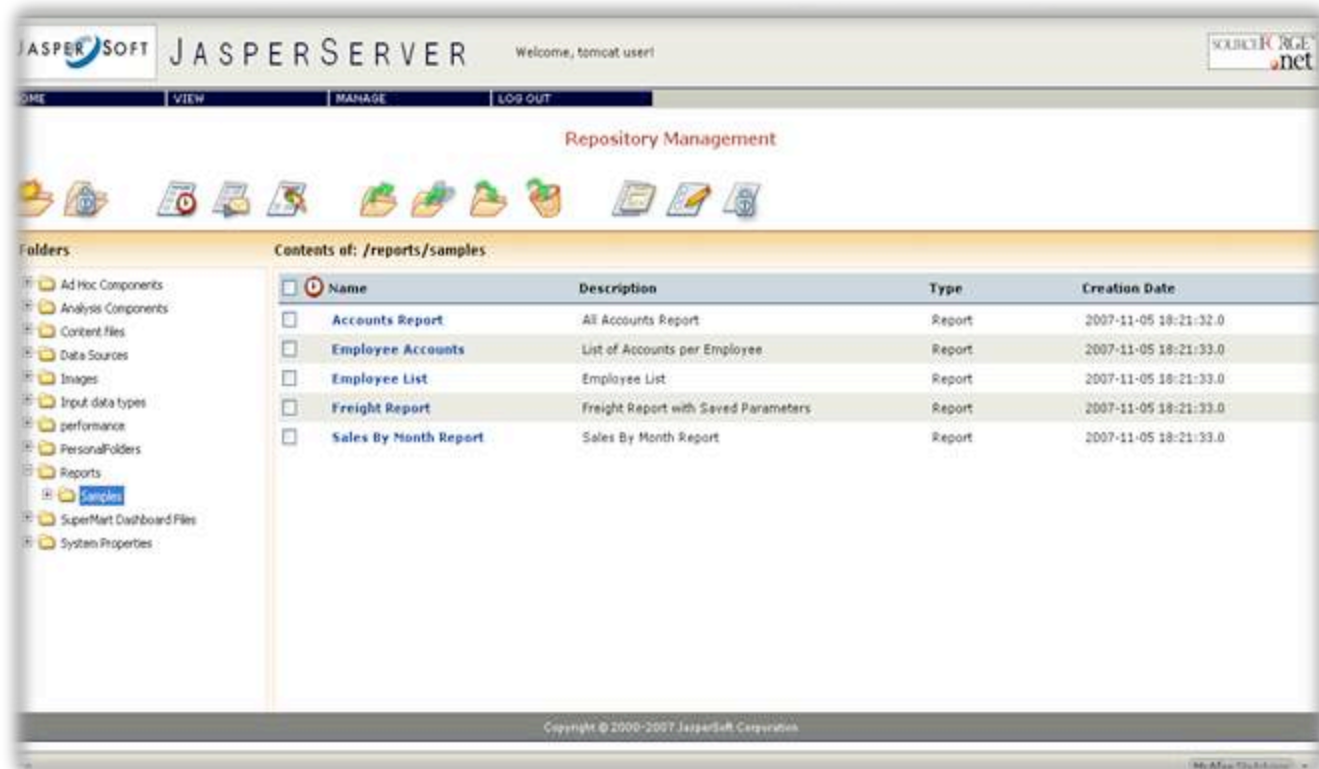 JASPERSOFT JASPERSERVER Welcome, tomcat user! SOURCEFORGE .net
HOME VIEW MANAGE LOG OUT
Repository Management
Folders
Ad Hoc Components
Analysis Components
Content files
Data Sources
Images
Input data types
performance
PersonalFolders
Reports
Samples
SuperMart Dashboard Files
System Properties
Contents of: /reports/samples
Name Description Type Creation Date
Accounts Report All Accounts Report Report 2007-11-05 18:21:32.0
Employee Accounts List of Accounts per Employee Report 2007-11-05 18:21:33.0
Employee List Employee List Report 2007-11-05 18:21:33.0
Freight Report Freight Report with Saved Parameters Report 2007-11-05 18:21:33.0
Sales By Month Report Sales By Month Report Report 2007-11-05 18:21:33.0
Copyright © 2000-2007 JasperSoft Corporation
McAfee SiteAdvisor